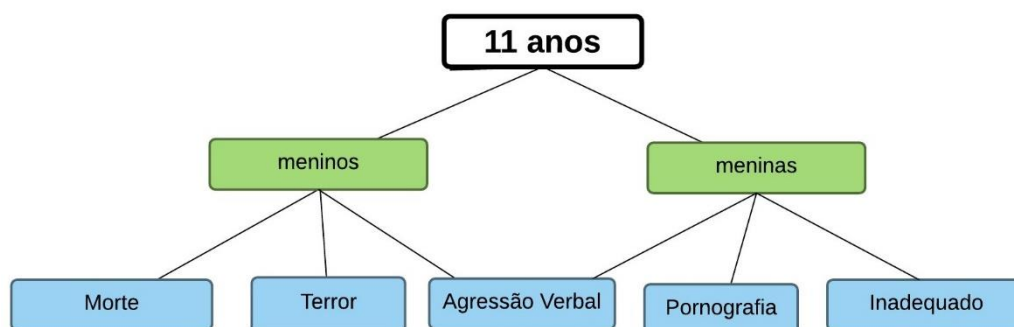 11 anos
meninos
meninas
Morte
Terror
Agressão Verbal
Pornografia
Inadequado